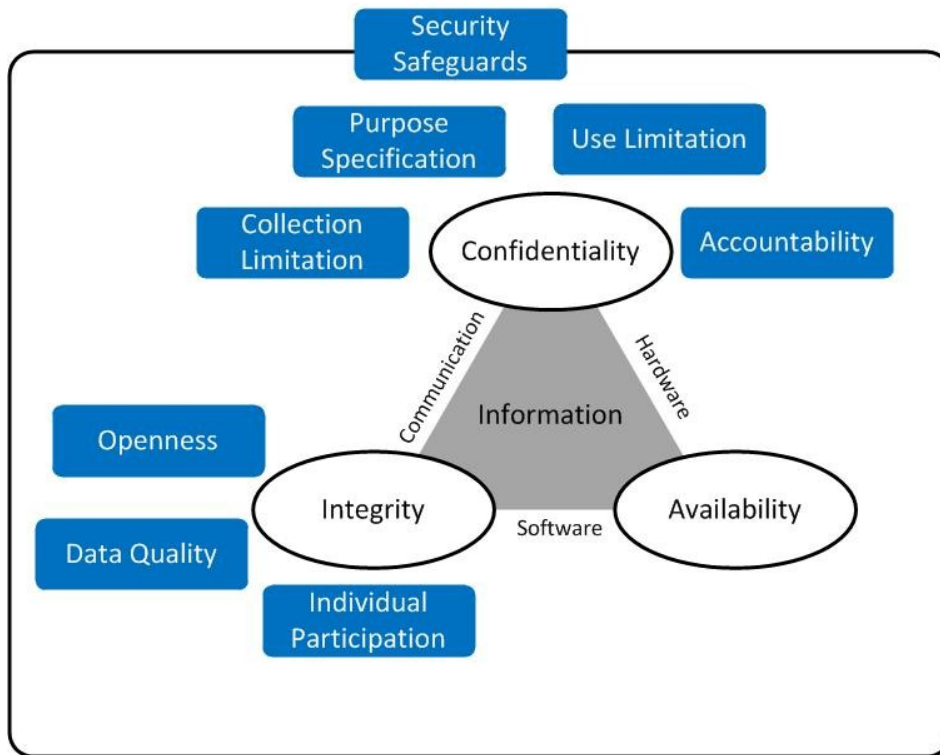 Security
Safeguards
Purpose
Specification
Use Limitation
Collection
Limitation
Confidentiality
Accountability
Communication
Hardware
Information
Openness
Integrity
Availability
Software
Data Quality
Individual
Participation